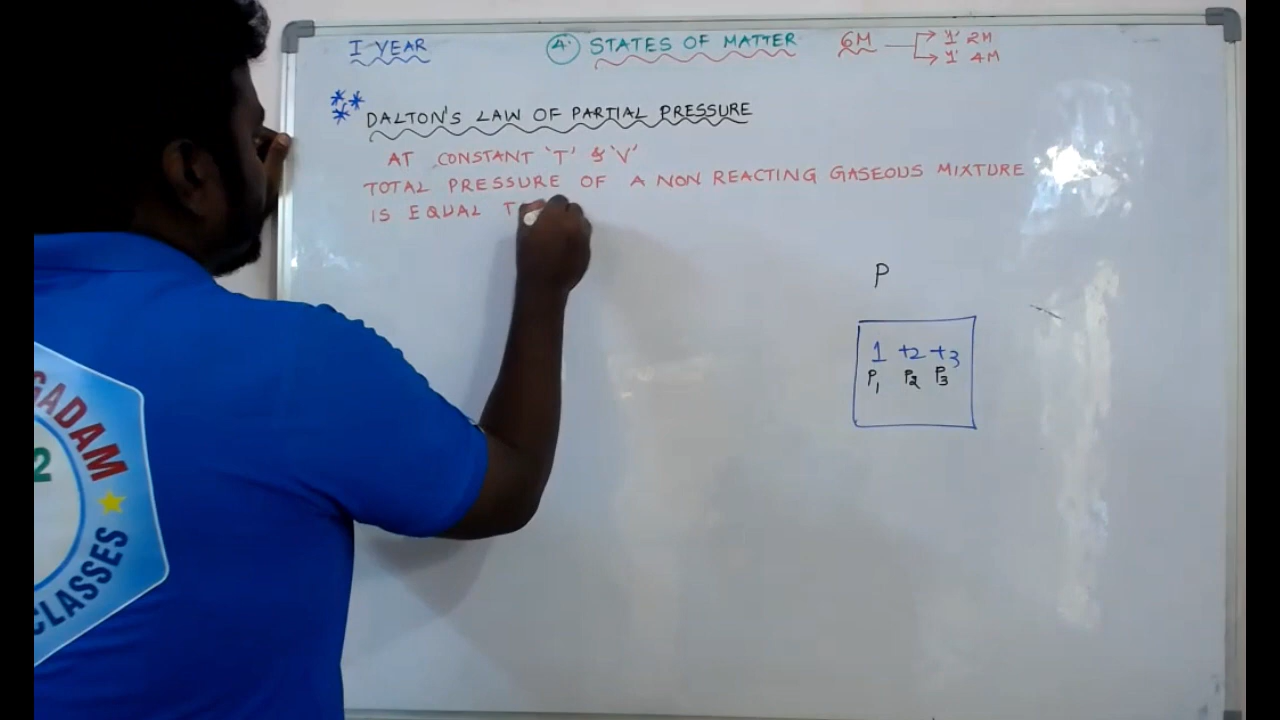 I YEAR
4. STATES OF MATTER
6M
'1' 2M
'1' 4M
DALTON'S LAW OF PARTIAL PRESSURE
AT CONSTANT 'T' & 'V'
TOTAL PRESSURE OF A NON REACTING GASEOUS MIXTURE
IS EQUAL
P
1 +2 +3
P1 P2 P3
GADAM
2
CLASSES